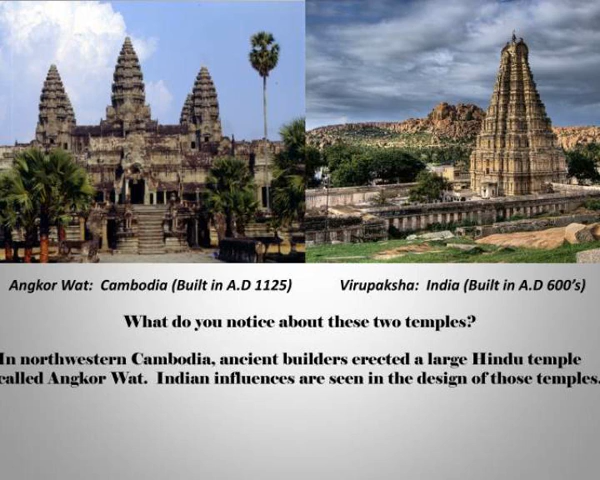 Angkor Wat:  Cambodia (Built in A.D 1125)
Virupaksha:  India (Built in A.D 600's)
What do you notice about these two temples?
In northwestern Cambodia, ancient builders erected a large Hindu temple
called Angkor Wat.  Indian influences are seen in the design of those temples.